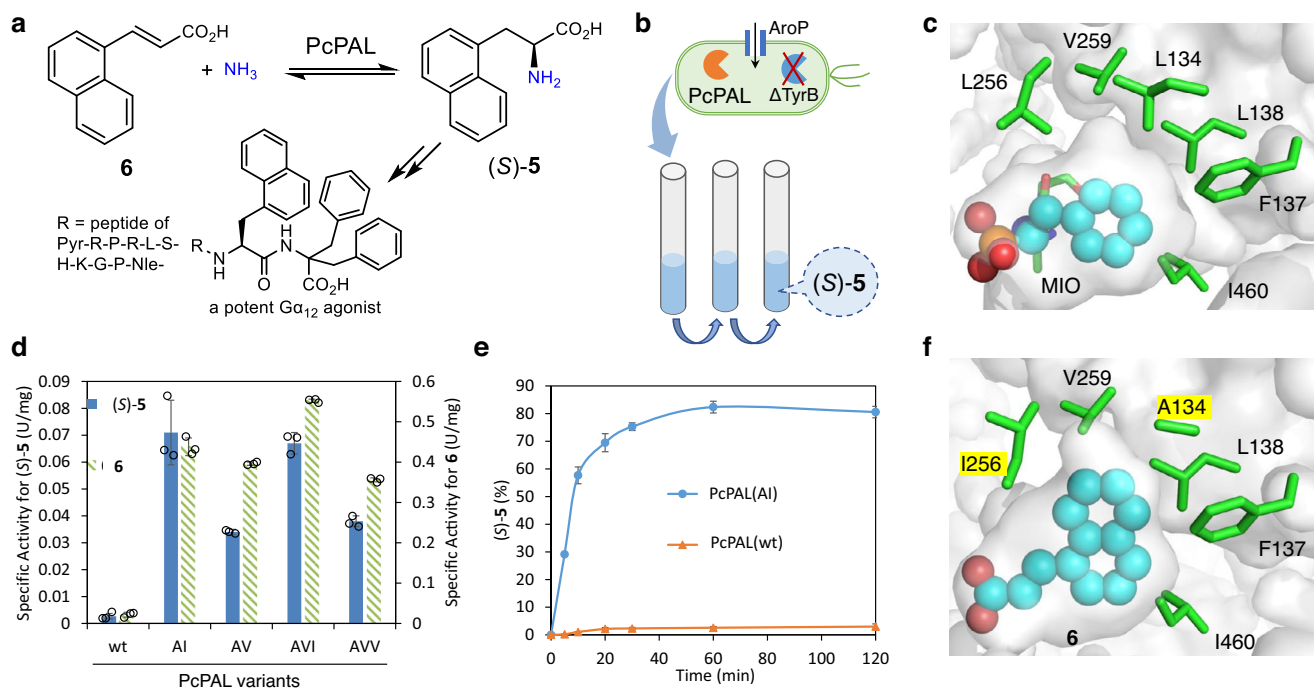 a
CO₂H
+ NH₃
PcPAL
CO₂H
NH₂
6
(S)-5
R = peptide of
Pyr-R-P-R-L-S-
H-K-G-P-Nle-
R
N
H
O
H
N
CO₂H
a potent Gα₁₂ agonist
b
AroP
PcPAL
ΔTyrB
(S)-5
c
V259
L134
L256
L138
F137
MIO
I460
d
Specific Activity for (S)-5 (U/mg)
0.09
0.08
0.07
0.06
0.05
0.04
0.03
0.02
0.01
0
(S)-5
6
0.6
0.5
0.4
0.3
0.2
0.1
0
Specific Activity for 6 (U/mg)
wt
AI
AV
AVI
AVV
PcPAL variants
e
(S)-5 (%)
90
80
70
60
50
40
30
20
10
0
PcPAL(AI)
PcPAL(wt)
0
20
40
60
80
100
120
Time (min)
f
V259
A134
I256
L138
F137
6
I460